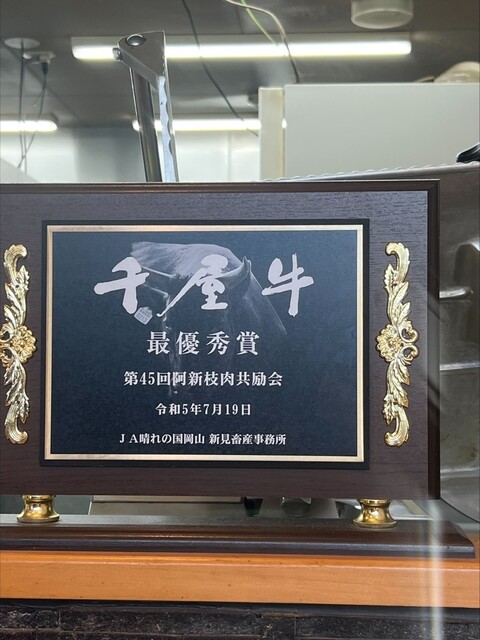 千屋牛
最優秀賞
第45回阿新枝肉共励会
令和5年7月19日
JA晴れの国岡山 新見畜産事務所